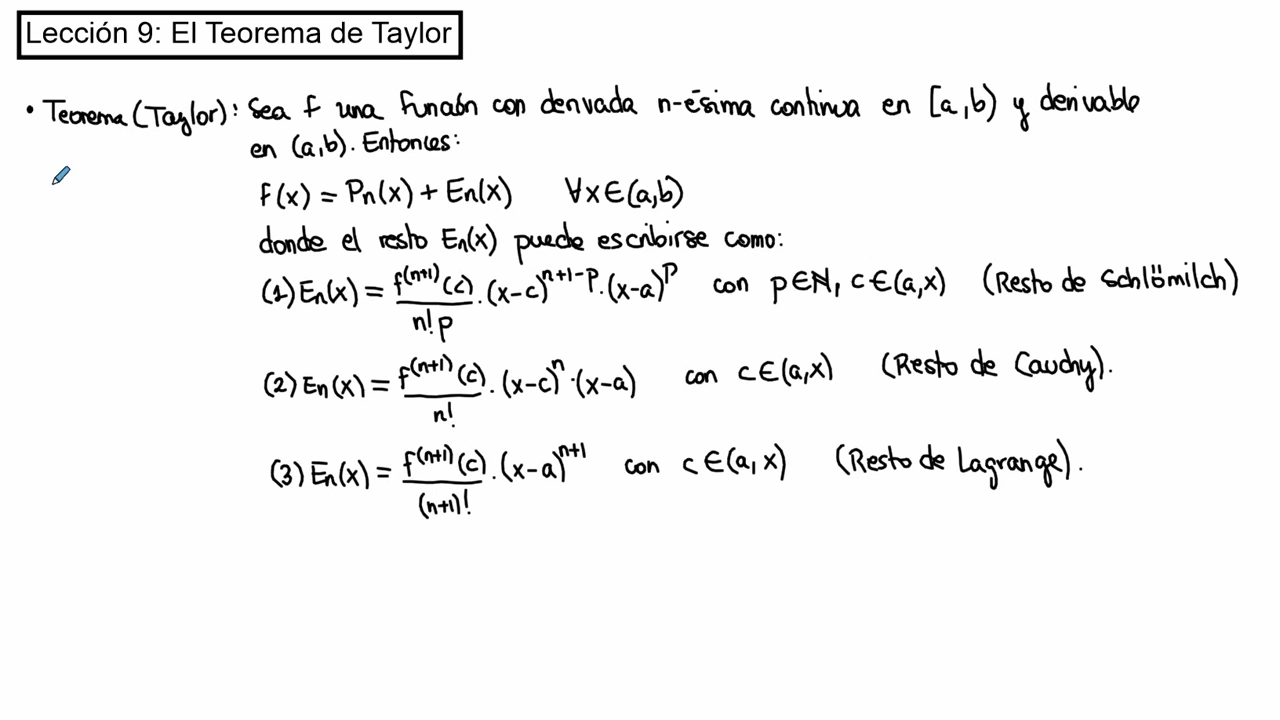 Lección 9: El Teorema de Taylor
• Teorema (Taylor): Sea f una función con derivada n-ésima continua en [a,b) y derivable
en (a,b). Entonces:
f(x) = Pn(x) + En(x) ∀x∈(a,b)
donde el resto En(x) puede escribirse como:
(1) En(x) = f^(n+1)(c) / n! p · (x-c)^(n+1-p) · (x-a)^p con p∈ℕ, c∈(a,x) (Resto de Schlömilch)
(2) En(x) = f^(n+1)(c) / n! · (x-c)^n · (x-a) con c∈(a,x) (Resto de Cauchy).
(3) En(x) = f^(n+1)(c) / (n+1)! · (x-a)^(n+1) con c∈(a,x) (Resto de Lagrange).